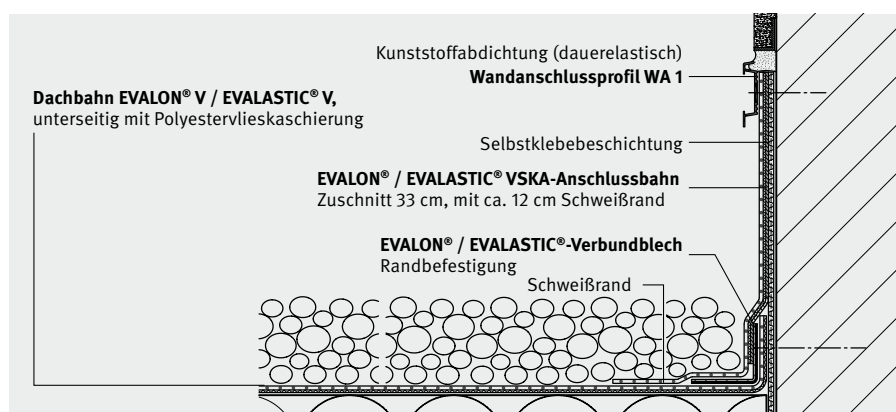 Kunststoffabdichtung (dauerelastisch)
Wandanschlussprofil WA 1
Dachbahn EVALON® V / EVALASTIC® V,
unterseitig mit Polyestervlieskaschierung
Selbstklebebeschichtung
EVALON® / EVALASTIC® VSKA-Anschlussbahn
Zuschnitt 33 cm, mit ca. 12 cm Schweißrand
EVALON® / EVALASTIC®-Verbundblech
Randbefestigung
Schweißrand